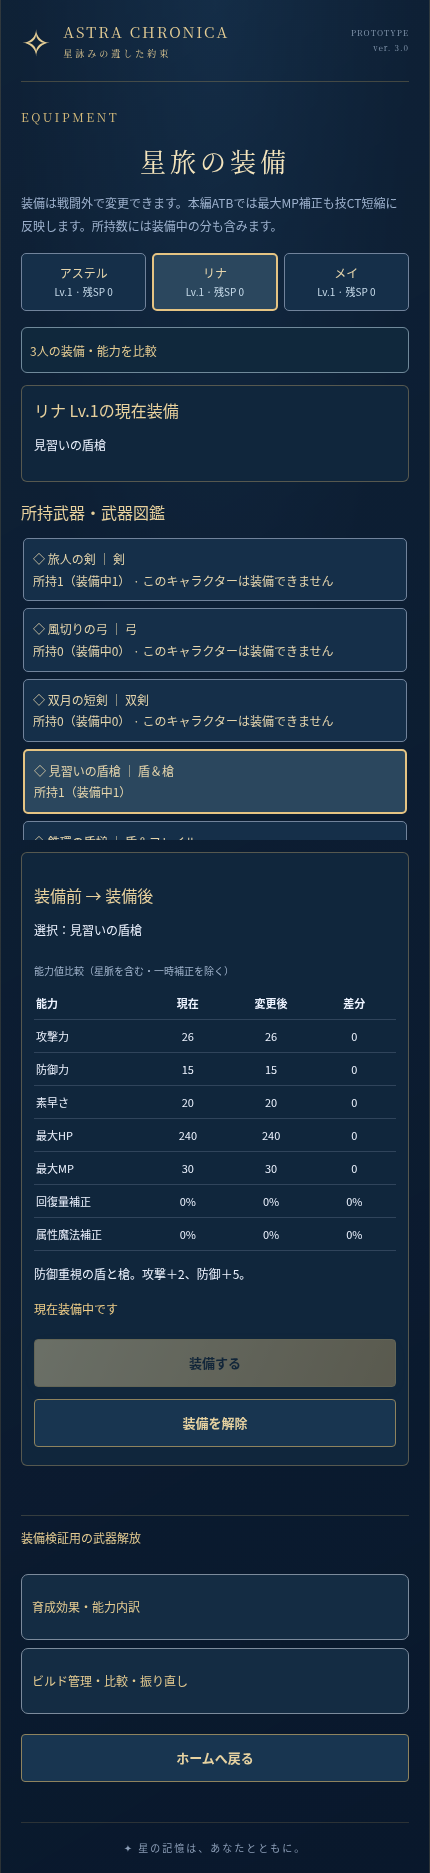 ASTRA CHRONICA
星詠みの遺した約束
PROTOTYPE
ver. 3.0
EQUIPMENT
星旅の装備
装備は戦闘外で変更できます。本編ATBでは最大MP補正も技CT短縮に
反映します。所持数には装備中の分も含みます。
アステル
Lv.1 · 残SP 0
リナ
Lv.1 · 残SP 0
メイ
Lv.1 · 残SP 0
3人の装備・能力を比較
リナ Lv.1の現在装備
見習いの盾槍
所持武器・武器図鑑
◇ 旅人の剣 ｜ 剣
所持1（装備中1） · このキャラクターは装備できません
◇ 風切りの弓 ｜ 弓
所持0（装備中0） · このキャラクターは装備できません
◇ 双月の短剣 ｜ 双剣
所持0（装備中0） · このキャラクターは装備できません
◇ 見習いの盾槍 ｜ 盾＆槍
所持1（装備中1）
装備前 → 装備後
選択：見習いの盾槍
能力値比較（星脈を含む・一時補正を除く）
能力 現在 変更後 差分
攻撃力 26 26 0
防御力 15 15 0
素早さ 20 20 0
最大HP 240 240 0
最大MP 30 30 0
回復量補正 0% 0% 0%
属性魔法補正 0% 0% 0%
防御重視の盾と槍。攻撃＋2、防御＋5。
現在装備中です
装備する
装備を解除
装備検証用の武器解放
育成効果・能力内訳
ビルド管理・比較・振り直し
ホームへ戻る
✦ 星の記憶は、あなたとともに。